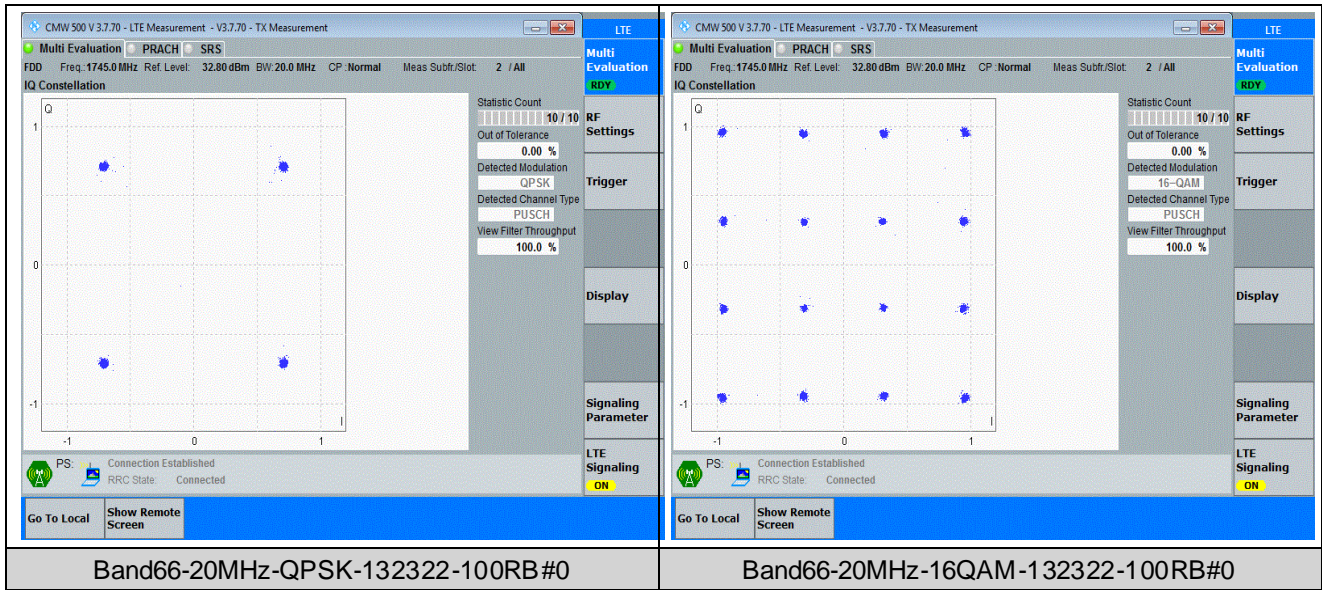 CMW 500 V 3.7.70 - LTE Measurement - V3.7.70 - TX Measurement
LTE
Multi Evaluation PRACH SRS
FDD Freq.:1745.0 MHz Ref. Level: 32.80 dBm BW:20.0 MHz CP :Normal Meas Subfr./Slot: 2 / All
IQ Constellation
Q
1
0
-1
-1 0 1
I
Statistic Count
10 / 10
Out of Tolerance
0.00 %
Detected Modulation
QPSK
Detected Channel Type
PUSCH
View Filter Throughput
100.0 %
Multi
Evaluation
RDY
RF
Settings
Trigger
Display
Signaling
Parameter
LTE
Signaling
ON
PS: Connection Established
RRC State: Connected
Go To Local
Show Remote
Screen
Band66-20MHz-QPSK-132322-100RB#0
CMW 500 V 3.7.70 - LTE Measurement - V3.7.70 - TX Measurement
LTE
Multi Evaluation PRACH SRS
FDD Freq.:1745.0 MHz Ref. Level: 32.80 dBm BW:20.0 MHz CP :Normal Meas Subfr./Slot: 2 / All
IQ Constellation
Q
1
0
-1
-1 0 1
I
Statistic Count
10 / 10
Out of Tolerance
0.00 %
Detected Modulation
16-QAM
Detected Channel Type
PUSCH
View Filter Throughput
100.0 %
Multi
Evaluation
RDY
RF
Settings
Trigger
Display
Signaling
Parameter
LTE
Signaling
ON
PS: Connection Established
RRC State: Connected
Go To Local
Show Remote
Screen
Band66-20MHz-16QAM-132322-100RB#0